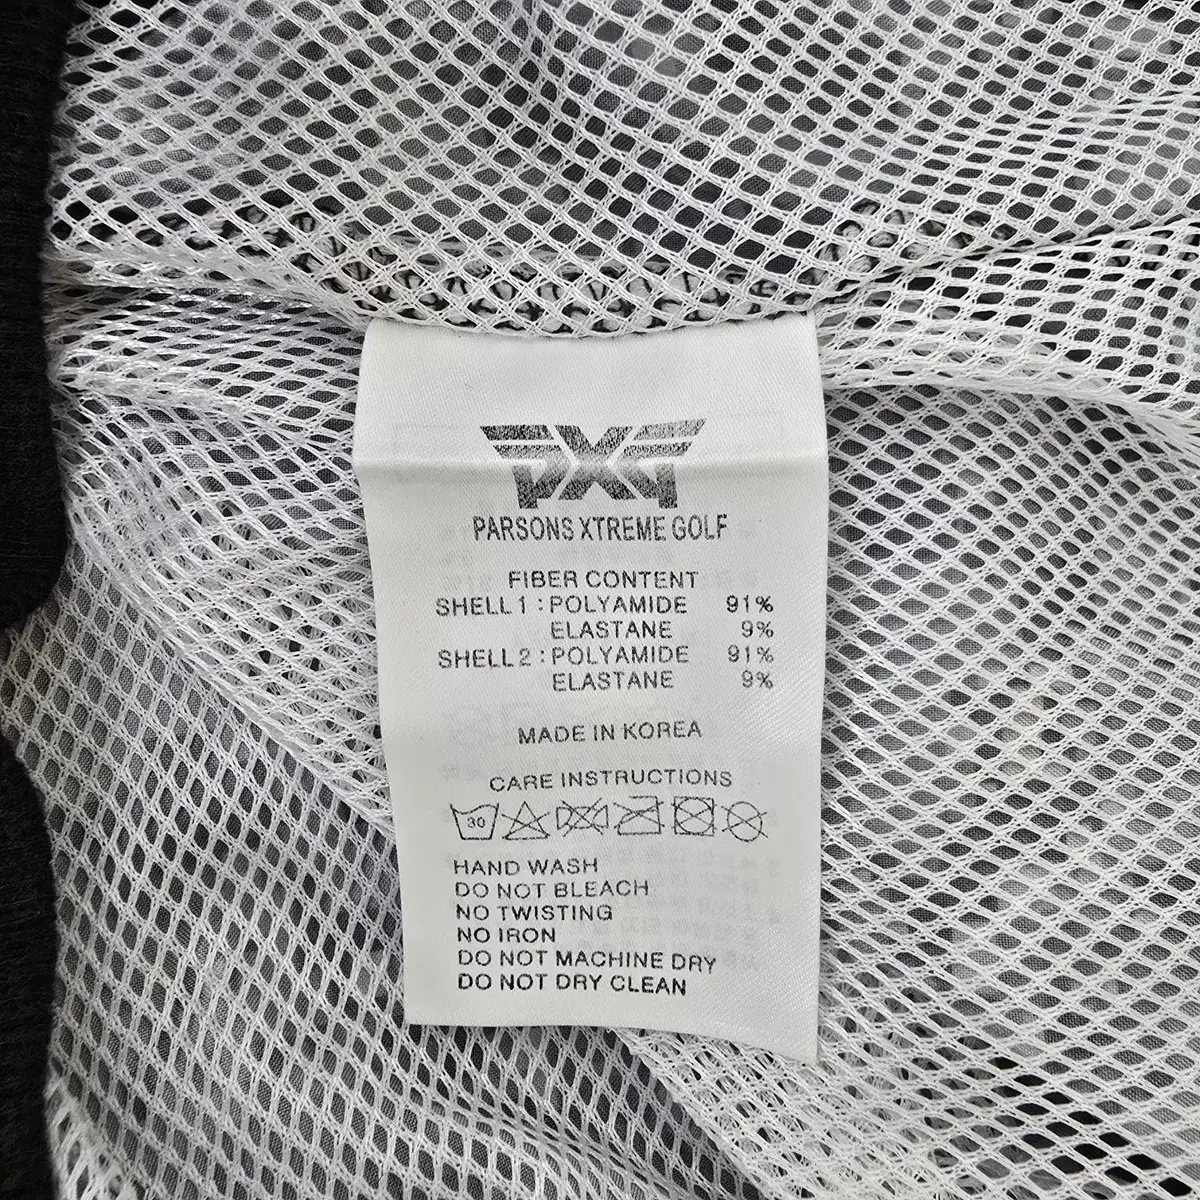 PXG
PARSONS XTREME GOLF
FIBER CONTENT
SHELL 1 : POLYAMIDE 91%
ELASTANE 9%
SHELL 2 : POLYAMIDE 91%
ELASTANE 9%
MADE IN KOREA
CARE INSTRUCTIONS
30
HAND WASH
DO NOT BLEACH
NO TWISTING
NO IRON
DO NOT MACHINE DRY
DO NOT DRY CLEAN